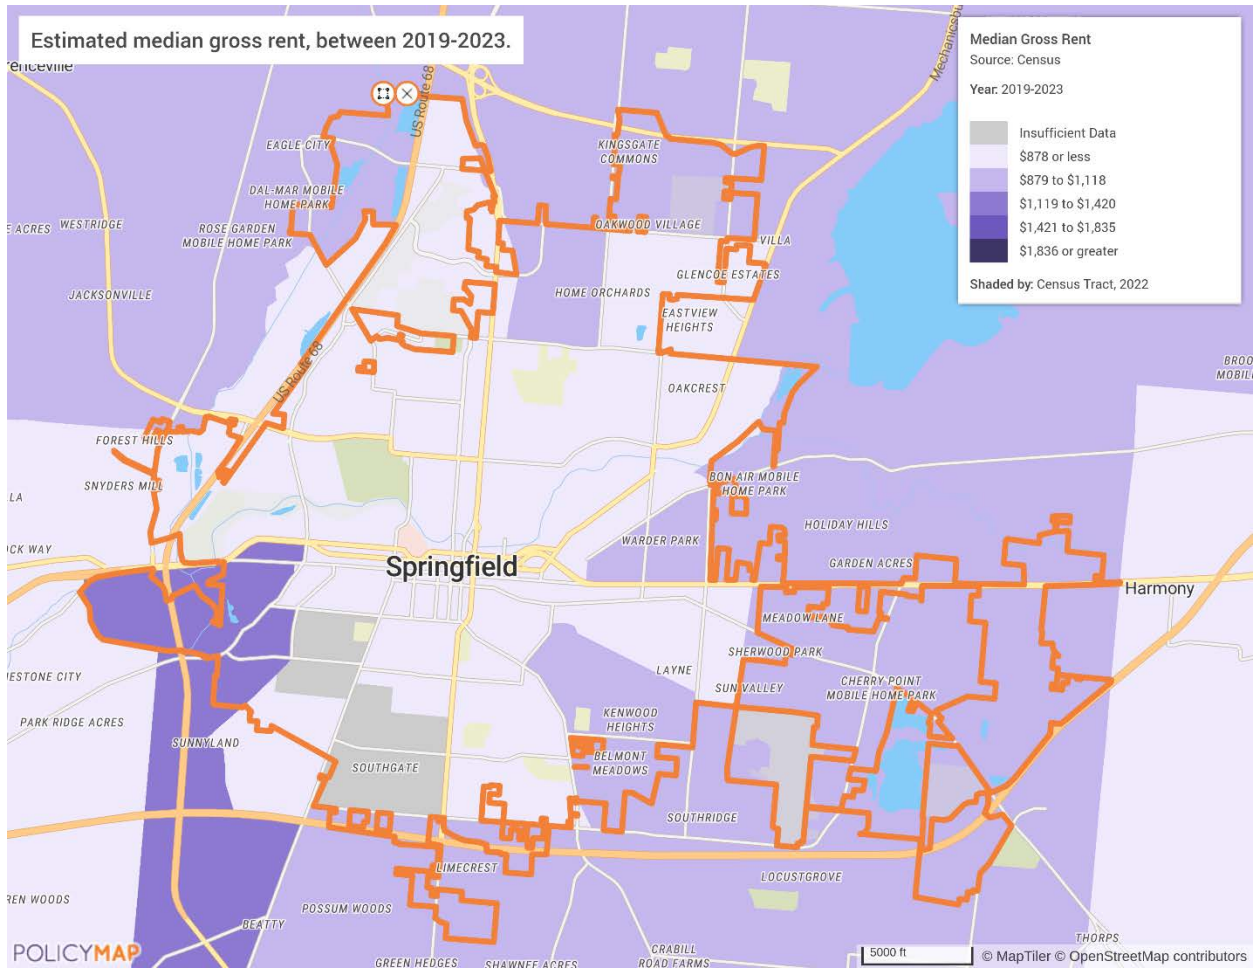 Estimated median gross rent, between 2019-2023.
Median Gross Rent
Source: Census
Year: 2019-2023
Insufficient Data
$878 or less
$879 to $1,118
$1,119 to $1,420
$1,421 to $1,835
$1,836 or greater
Shaded by: Census Tract, 2022
US Route 68
EAGLE CITY
KINGSGATE
COMMONS
DAL-MAR MOBILE
HOME PARK
WESTRIDGE
ROSE GARDEN
MOBILE HOME PARK
OAKWOOD VILLAGE
VILLA
GLENCOE ESTATES
JACKSONVILLE
HOME ORCHARDS
EASTVIEW
HEIGHTS
US Route 68
OAKCREST
FOREST HILLS
SNYDERS MILL
BON AIR MOBILE
HOME PARK
HOLIDAY HILLS
WARDER PARK
Springfield
GARDEN ACRES
Harmony
MEADOW LANE
SHERWOOD PARK
LAYNE
SUN VALLEY
CHERRY POINT
MOBILE HOME PARK
PARK RIDGE ACRES
SUNNYLAND
KENWOOD
HEIGHTS
BELMONT
MEADOWS
SOUTHGATE
SOUTHRIDGE
LIMECREST
LOCUSTGROVE
POSSUM WOODS
BEATTY
THORPS
CRABILL
ROAD FARMS
GREEN HEDGES
SHAWNEE ACRES
POLICYMAP
5000 ft
© MapTiler © OpenStreetMap contributors